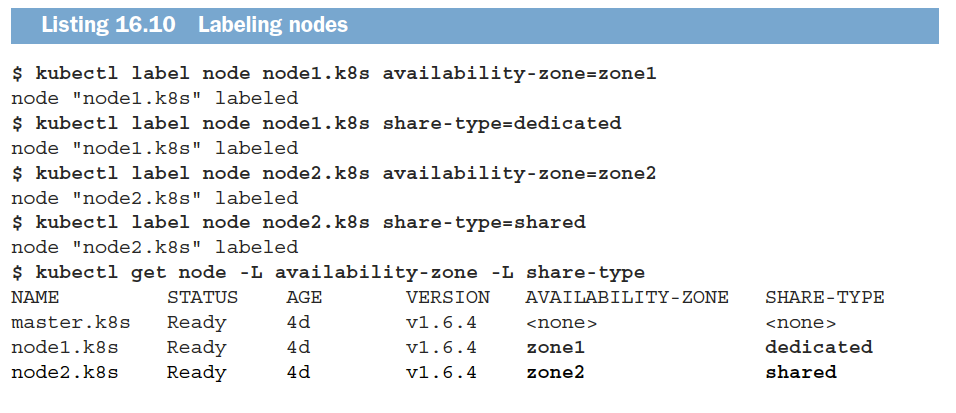 Listing 16.10 Labeling nodes
$ kubectl label node node1.k8s availability-zone=zone1
node "node1.k8s" labeled
$ kubectl label node node1.k8s share-type=dedicated
node "node1.k8s" labeled
$ kubectl label node node2.k8s availability-zone=zone2
node "node2.k8s" labeled
$ kubectl label node node2.k8s share-type=shared
node "node2.k8s" labeled
$ kubectl get node -L availability-zone -L share-type
NAME STATUS AGE VERSION AVAILABILITY-ZONE SHARE-TYPE
master.k8s Ready 4d v1.6.4 <none> <none>
node1.k8s Ready 4d v1.6.4 zone1 dedicated
node2.k8s Ready 4d v1.6.4 zone2 shared